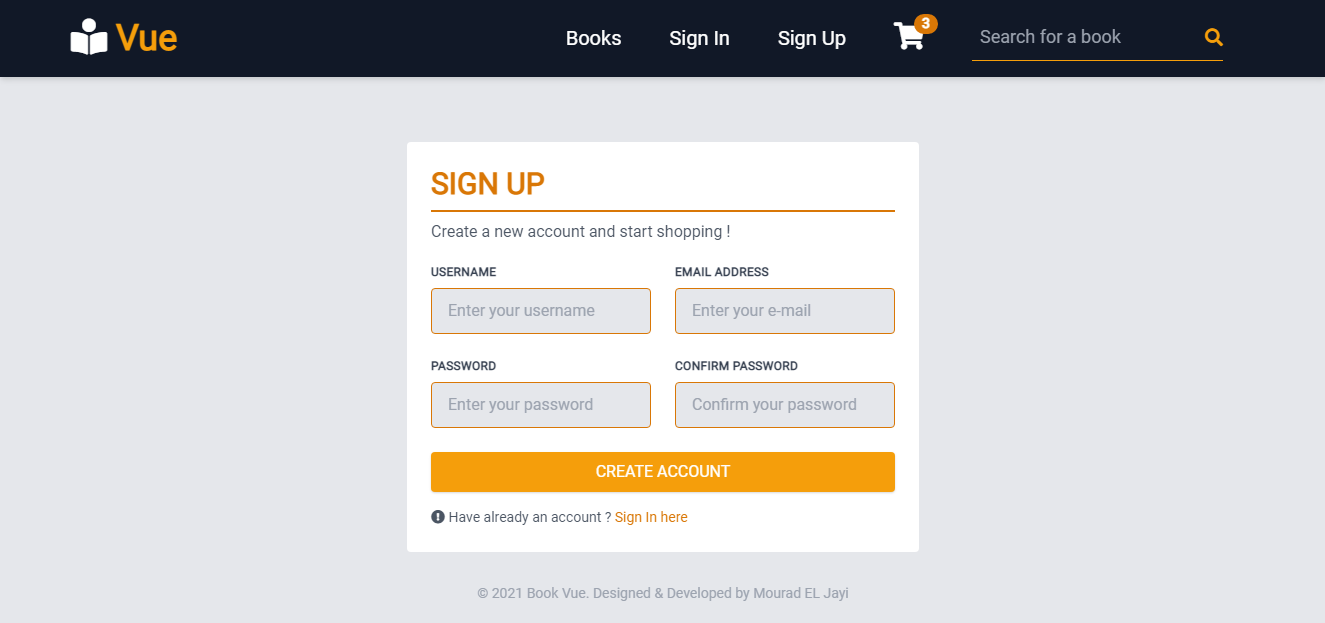 Vue
Books
Sign In
Sign Up
3
Search for a book
SIGN UP
Create a new account and start shopping !
USERNAME
EMAIL ADDRESS
Enter your username
Enter your e-mail
PASSWORD
CONFIRM PASSWORD
Enter your password
Confirm your password
CREATE ACCOUNT
Have already an account ? Sign In here
© 2021 Book Vue. Designed & Developed by Mourad EL Jayi